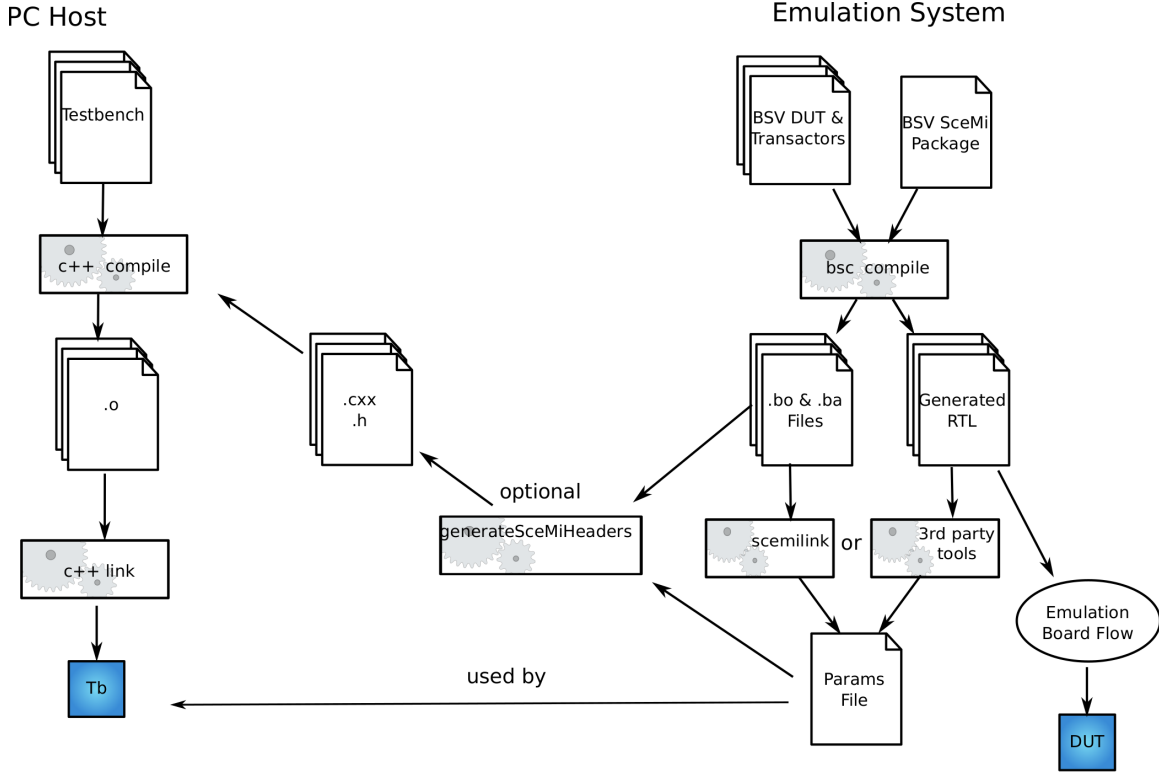 PC Host
Emulation System
Testbench
BSV DUT &
Transactors
BSV SceMi
Package
c++ compile
bsc compile
.o
.cxx
.h
.bo & .ba
Files
Generated
RTL
optional
generateSceMiHeaders
scemilink
or
3rd party
tools
c++ link
Emulation
Board Flow
Tb
used by
Params
File
DUT